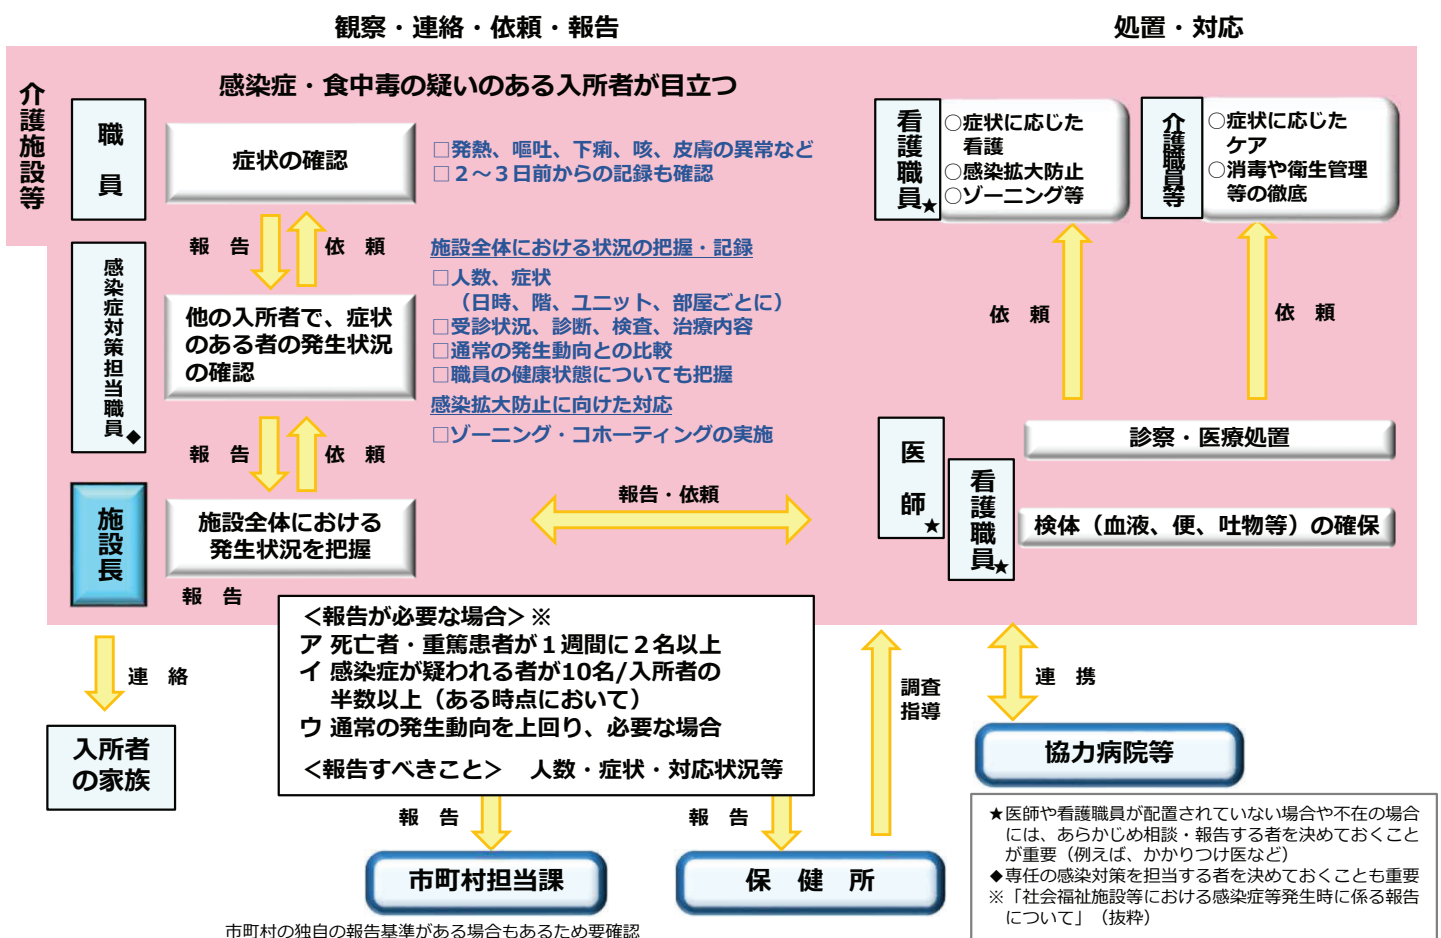 観察・連絡・依頼・報告
処置・対応
介護施設等
感染症・食中毒の疑いのある入所者が目立つ
職員
症状の確認
□発熱、嘔吐、下痢、咳、皮膚の異常など
□２～３日前からの記録も確認
報　告
依　頼
感染症対策担当職員◆
他の入所者で、症状
のある者の発生状況
の確認
施設全体における状況の把握・記録
□人数、症状
（日時、階、ユニット、部屋ごとに）
□受診状況、診断、検査、治療内容
□通常の発生動向との比較
□職員の健康状態についても把握
感染拡大防止に向けた対応
□ゾーニング・コホーティングの実施
報　告
依　頼
施設長
施設全体における
発生状況を把握
報　告
報告・依頼
看護職員★
○症状に応じた
看護
○感染拡大防止
○ゾーニング等
介護職員等
○症状に応じた
ケア
○消毒や衛生管理
等の徹底
依　頼
依　頼
医師★
看護職員★
診察・医療処置
検体（血液、便、吐物等）の確保
連　絡
入所者
の家族
＜報告が必要な場合＞※
ア 死亡者・重篤患者が１週間に２名以上
イ 感染症が疑われる者が10名/入所者の
半数以上（ある時点において）
ウ 通常の発生動向を上回り、必要な場合
＜報告すべきこと＞　人数・症状・対応状況等
報　告
報　告
市町村担当課
保　健　所
市町村の独自の報告基準がある場合もあるため要確認
調査
指導
連　携
協力病院等
★医師や看護職員が配置されていない場合や不在の場合
には、あらかじめ相談・報告する者を決めておくこと
が重要（例えば、かかりつけ医など）
◆専任の感染対策を担当する者を決めておくことも重要
※「社会福祉施設等における感染症等発生時に係る報告
について」（抜粋）